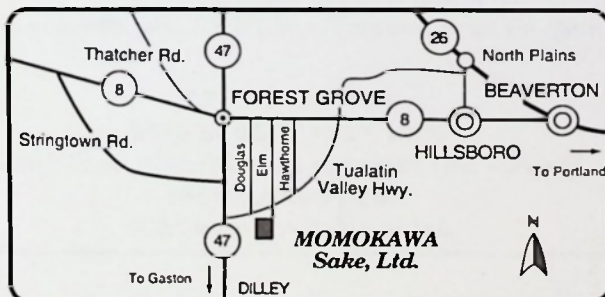 26
47
Thatcher Rd.
North Plains
BEAVERTON
8
FOREST GROVE
8
Stringtown Rd.
HILLSBORO
Douglas
Elm
Hawthorne
Tualatin
Valley Hwy.
To Portland
N
47
MOMOKAWA
Sake, Ltd.
To Gaston
DILLEY